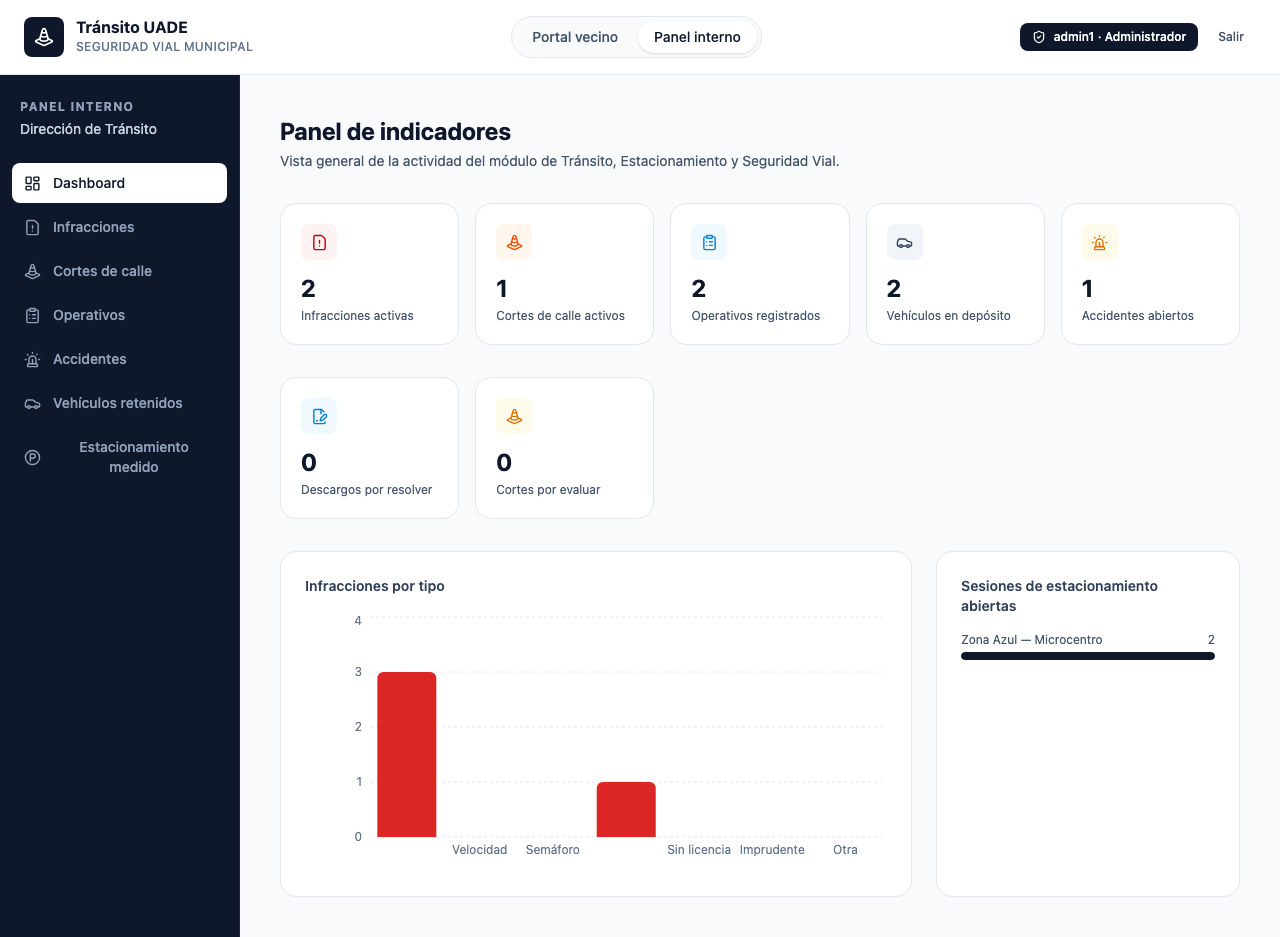 Tránsito UADE
SEGURIDAD VIAL MUNICIPAL
Portal vecino
Panel interno
admin1 · Administrador
Salir
PANEL INTERNO
Dirección de Tránsito
Dashboard
Infracciones
Cortes de calle
Operativos
Accidentes
Vehículos retenidos
Estacionamiento
medido
Panel de indicadores
Vista general de la actividad del módulo de Tránsito, Estacionamiento y Seguridad Vial.
2
Infracciones activas
1
Cortes de calle activos
2
Operativos registrados
2
Vehículos en depósito
1
Accidentes abiertos
0
Descargos por resolver
0
Cortes por evaluar
Infracciones por tipo
4
3
2
1
0
Velocidad
Semáforo
Sin licencia
Imprudente
Otra
Sesiones de estacionamiento
abiertas
Zona Azul — Microcentro 2